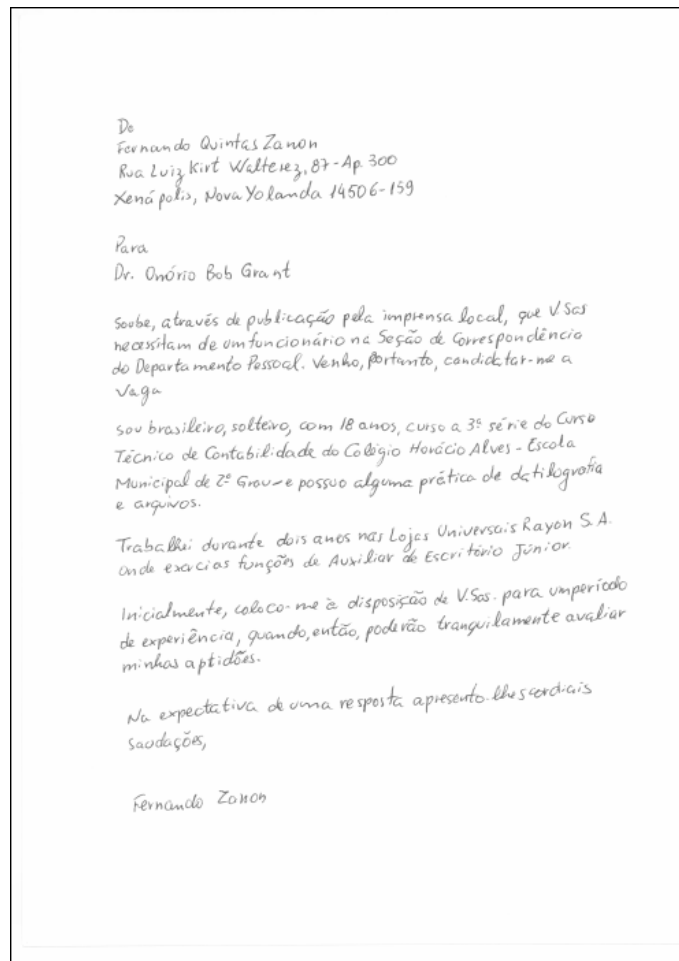 De
Fernando Quintas Zanon
Rua Luiz Kirt Walterez, 87 - Ap. 300
Xenápolis, Nova Yolanda 14506-159
Para
Dr. Onório Bob Grant
Soube, através de publicação pela imprensa local, que V.Sas
necessitam de um funcionário na Seção de Correspondência
do Departamento Pessoal. Venho, portanto, candidatar-me a
vaga
Sou brasileiro, solteiro, com 18 anos, curso a 3ª série do Curso
Técnico de Contabilidade do Colégio Horácio Alves - Escola
Municipal de 2º Grau - e possuo alguma prática de datilografia
e arquivos.
Trabalhei durante dois anos nas Lojas Universais Rayon S.A.
onde exercias funções de Auxiliar de Escritório Júnior.
Inicialmente, coloco-me à disposição de V.Sas. para um período
de experiência, quando, então, poderão tranquilamente avaliar
minhas aptidões.
Na expectativa de uma resposta apresento-lhes cordiais
saudações,
Fernando Zanon